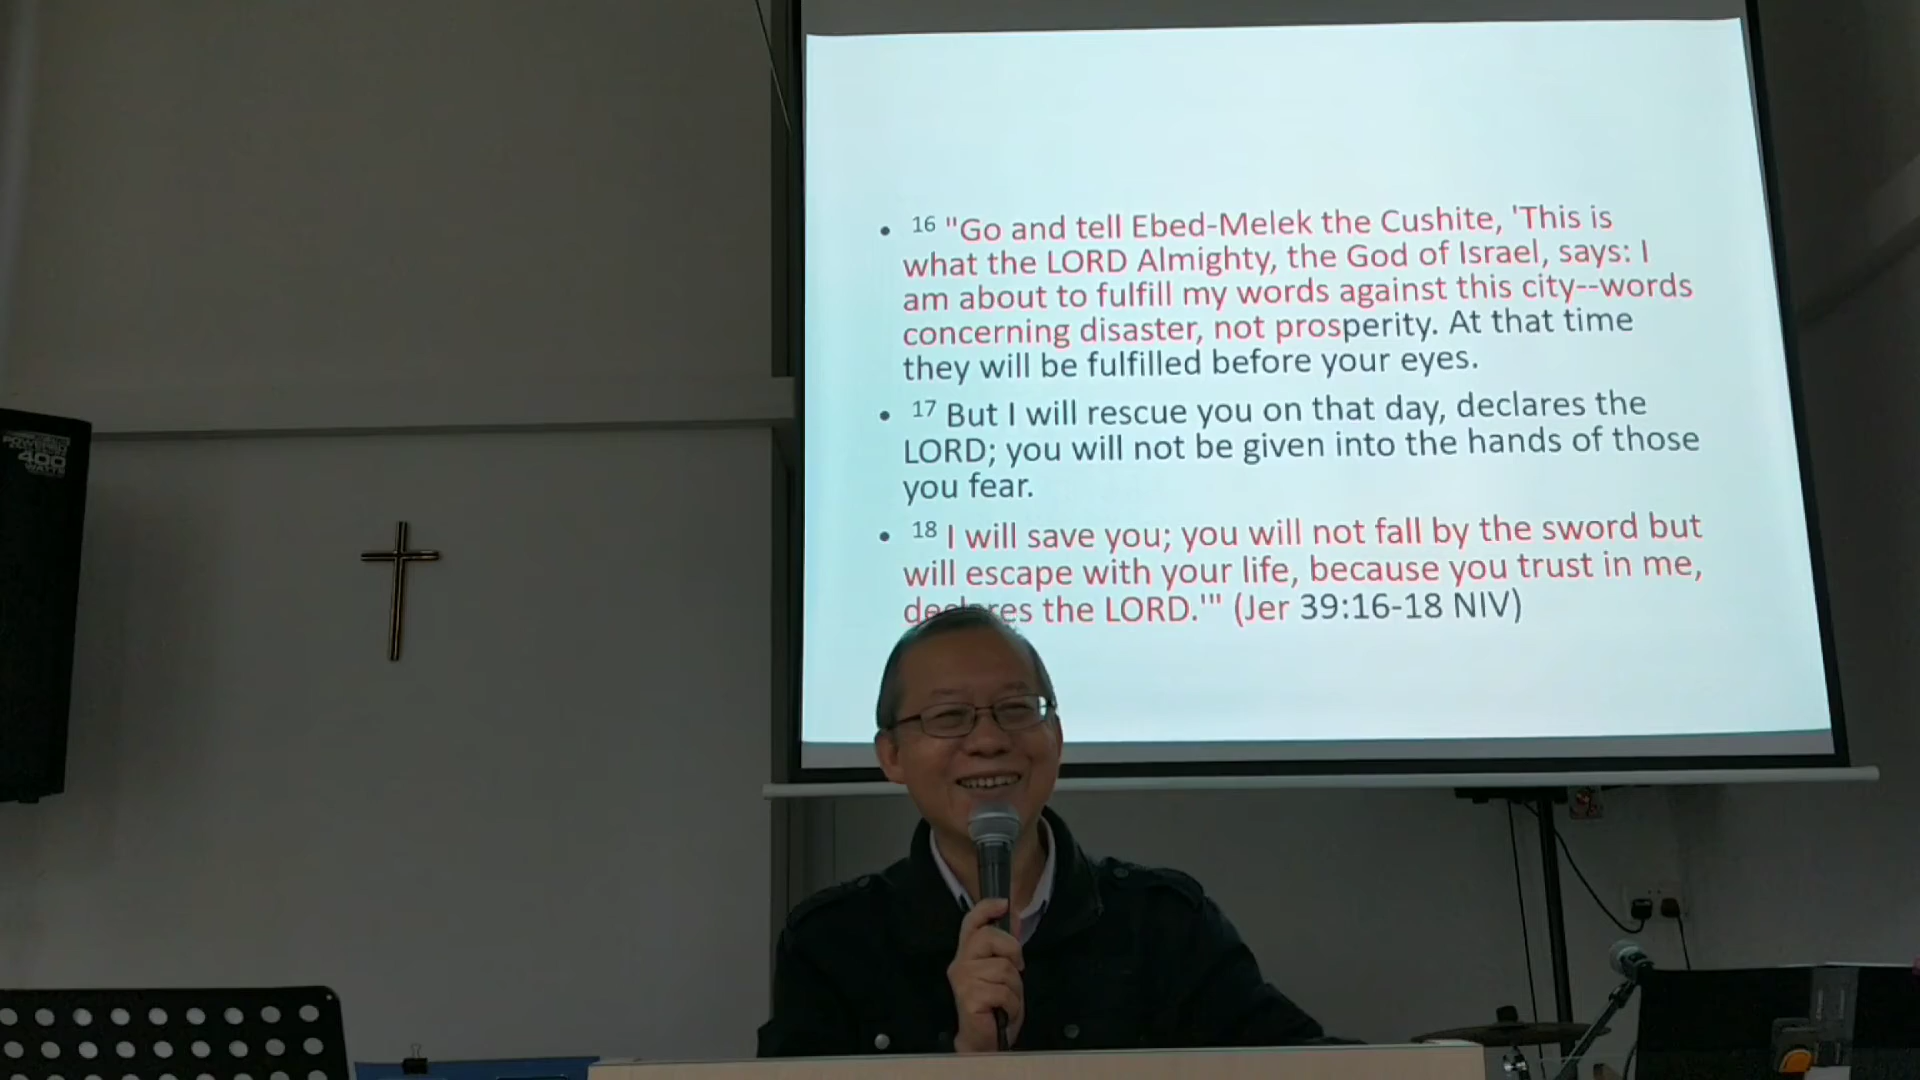 POWERED
400
WATTS
• 16 "Go and tell Ebed-Melek the Cushite, 'This is
what the LORD Almighty, the God of Israel, says: I
am about to fulfill my words against this city--words
concerning disaster, not prosperity. At that time
they will be fulfilled before your eyes.
• 17 But I will rescue you on that day, declares the
LORD; you will not be given into the hands of those
you fear.
• 18 I will save you; you will not fall by the sword but
will escape with your life, because you trust in me,
declares the LORD.'" (Jer 39:16-18 NIV)